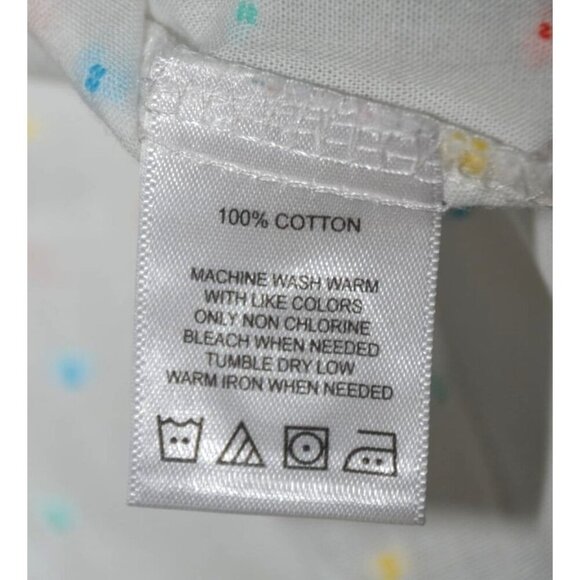 100% COTTON
MACHINE WASH WARM
WITH LIKE COLORS
ONLY NON CHLORINE
BLEACH WHEN NEEDED
TUMBLE DRY LOW
WARM IRON WHEN NEEDED